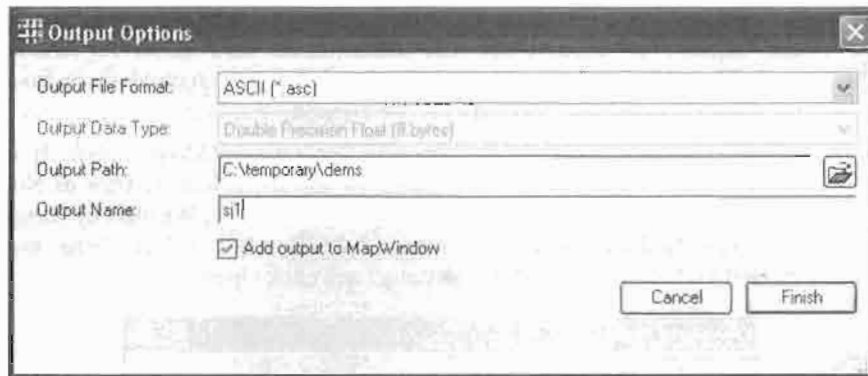 Output Options
Output File Format: ASCII (*.asc)
Output Data Type: Double Precision Float (8 bytes)
Output Path: C:\temporary\dems
Output Name: sj1
Add output to MapWindow
Cancel Finish